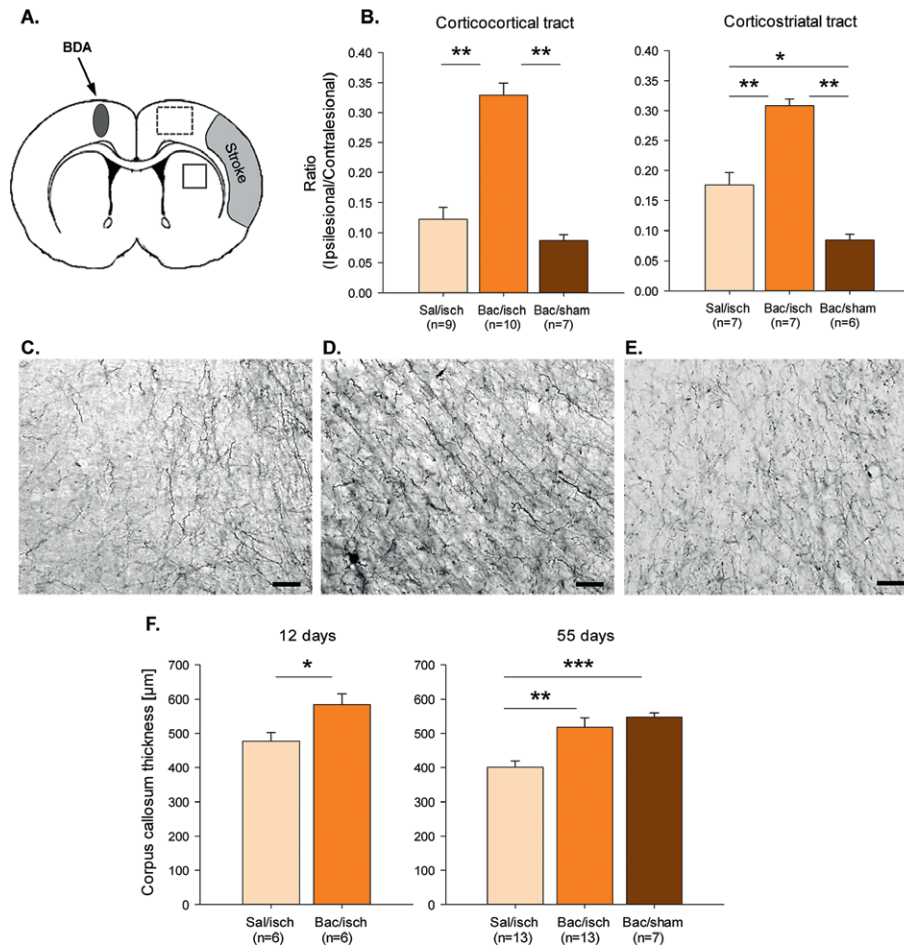 A.
BDA
Stroke
B.
Corticocortical tract
Corticostriatal tract
Ratio
(Ipsilesional/Contralesional)
0.40
0.35
0.30
0.25
0.20
0.15
0.10
0.05
0.00
** **
Sal/isch Bac/isch Bac/sham
(n=9) (n=10) (n=7)
0.40
0.35
0.30
0.25
0.20
0.15
0.10
0.05
0.00
*
** **
Sal/isch Bac/isch Bac/sham
(n=7) (n=7) (n=6)
C.
D.
E.
F.
12 days
55 days
Corpus callosum thickness [µm]
700
600
500
400
300
200
100
0
*
Sal/isch Bac/isch
(n=6) (n=6)
700
600
500
400
300
200
100
0
***
**
Sal/isch Bac/isch Bac/sham
(n=13) (n=13) (n=7)